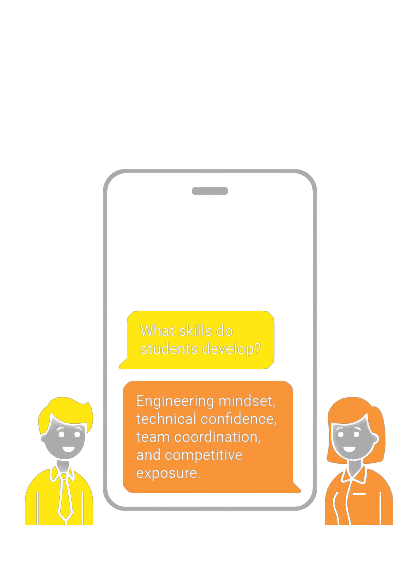 What skills do
students develop?
Engineering mindset,
technical confidence,
team coordination,
and competitive
exposure.